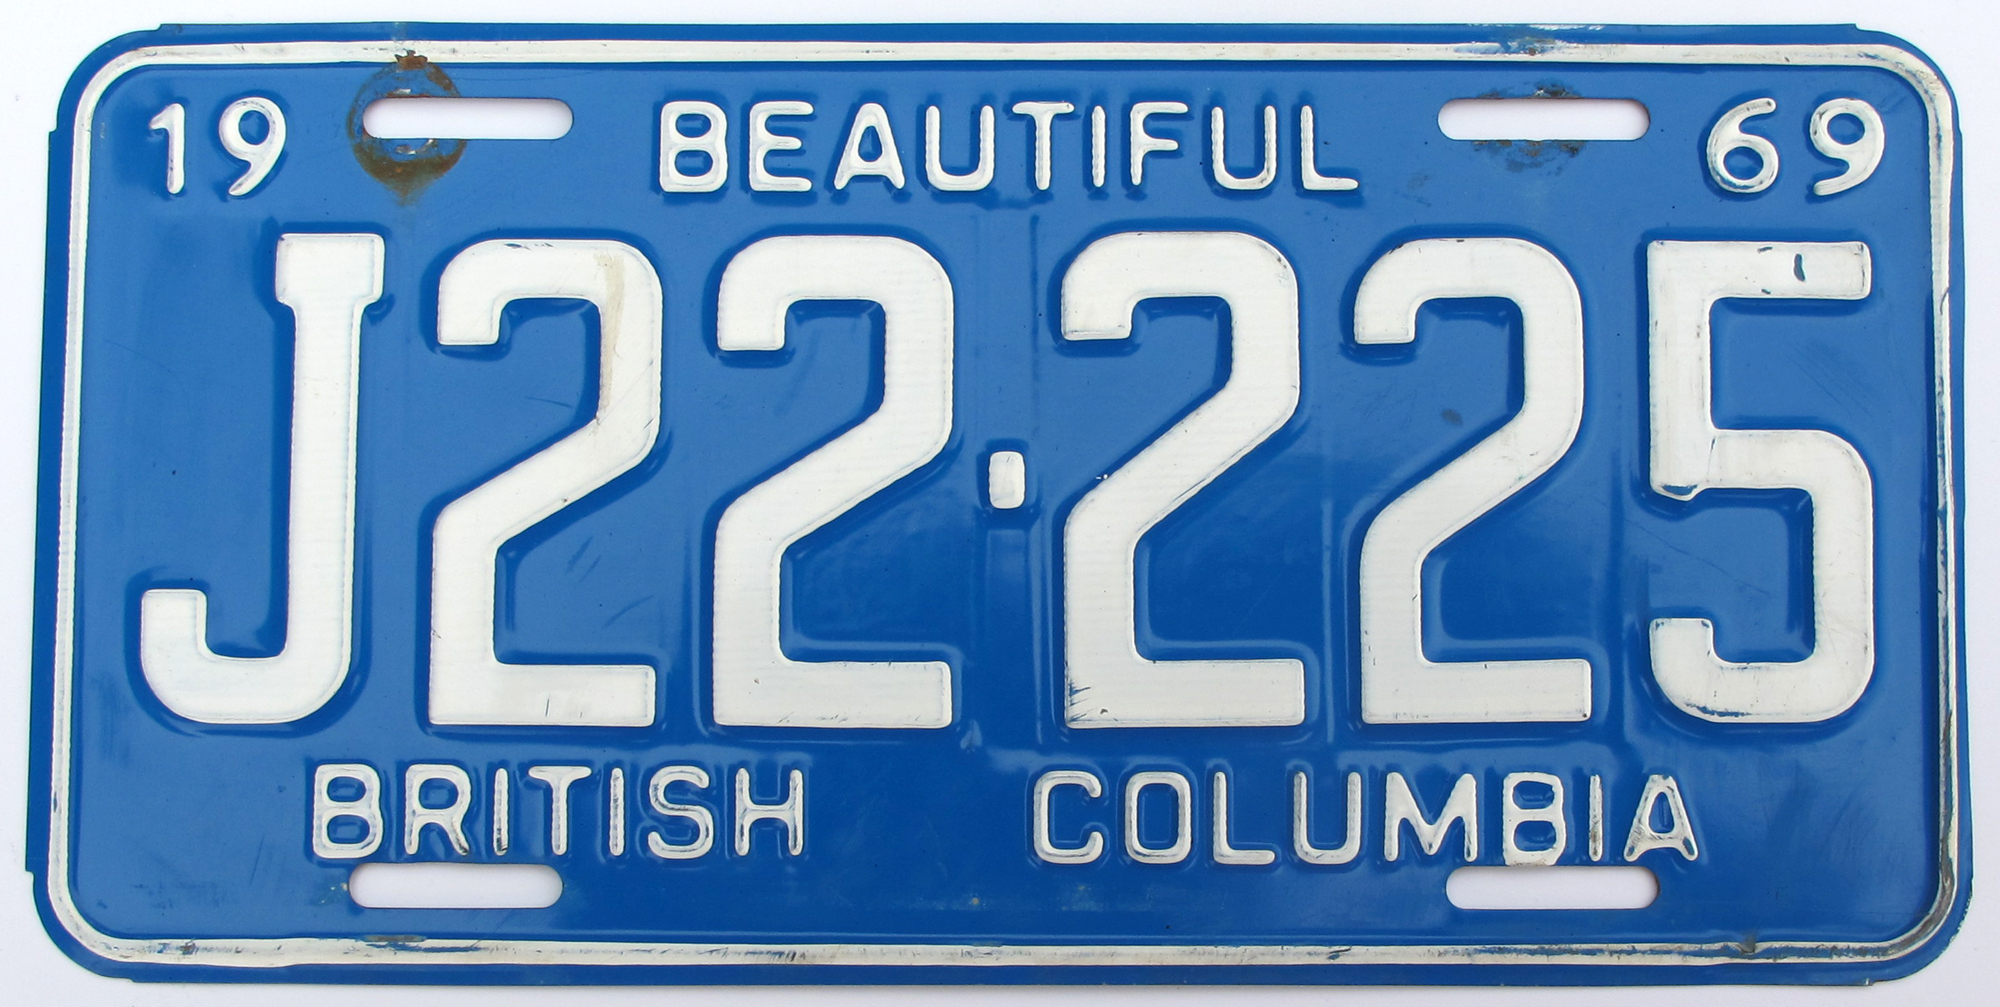 19 BEAUTIFUL 69
J22·225
BRITISH COLUMBIA